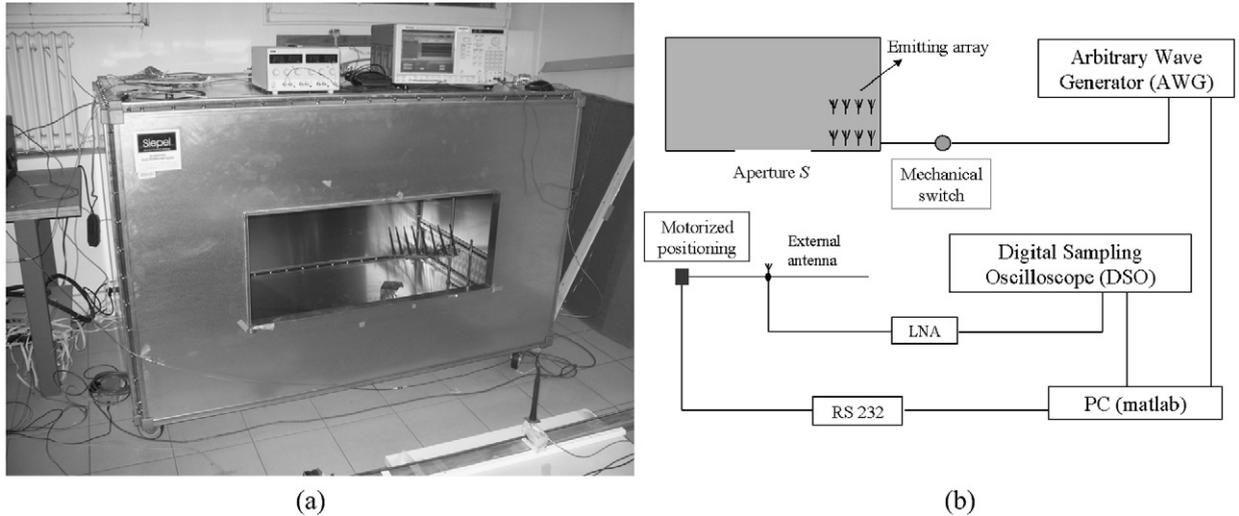 Siepel
Emitting array
Arbitrary Wave
Generator (AWG)
Aperture S
Mechanical
switch
Motorized
positioning
External
antenna
Digital Sampling
Oscilloscope (DSO)
LNA
RS 232
PC (matlab)
(a)
(b)